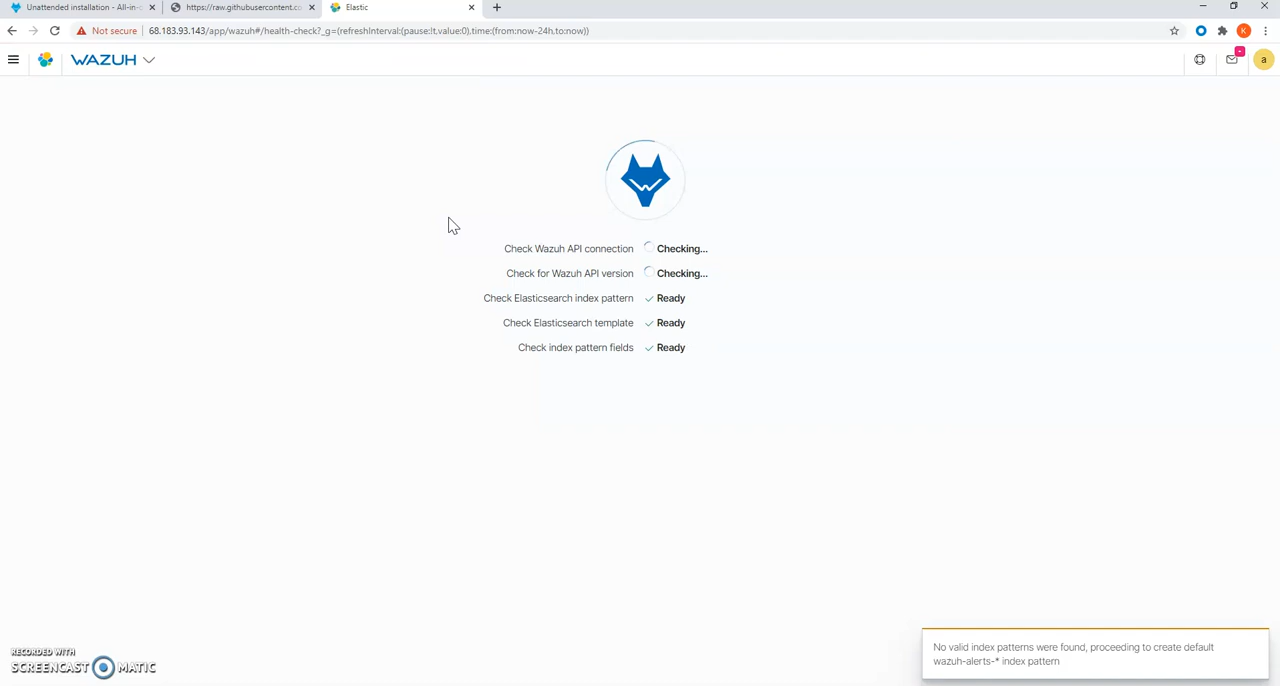 Unattended installation - All-in-
https://raw.githubusercontent.co
Elastic
Not secure
68.183.93.143/app/wazuh#/health-check?_g=(refreshInterval:(pause:!t,value:0),time:(from:now-24h,to:now))
K
WAZUH
a
Check Wazuh API connection Checking...
Check for Wazuh API version Checking...
Check Elasticsearch index pattern Ready
Check Elasticsearch template Ready
Check index pattern fields Ready
No valid index patterns were found, proceeding to create default
wazuh-alerts-* index pattern
RECORDED WITH
SCREENCAST MATIC